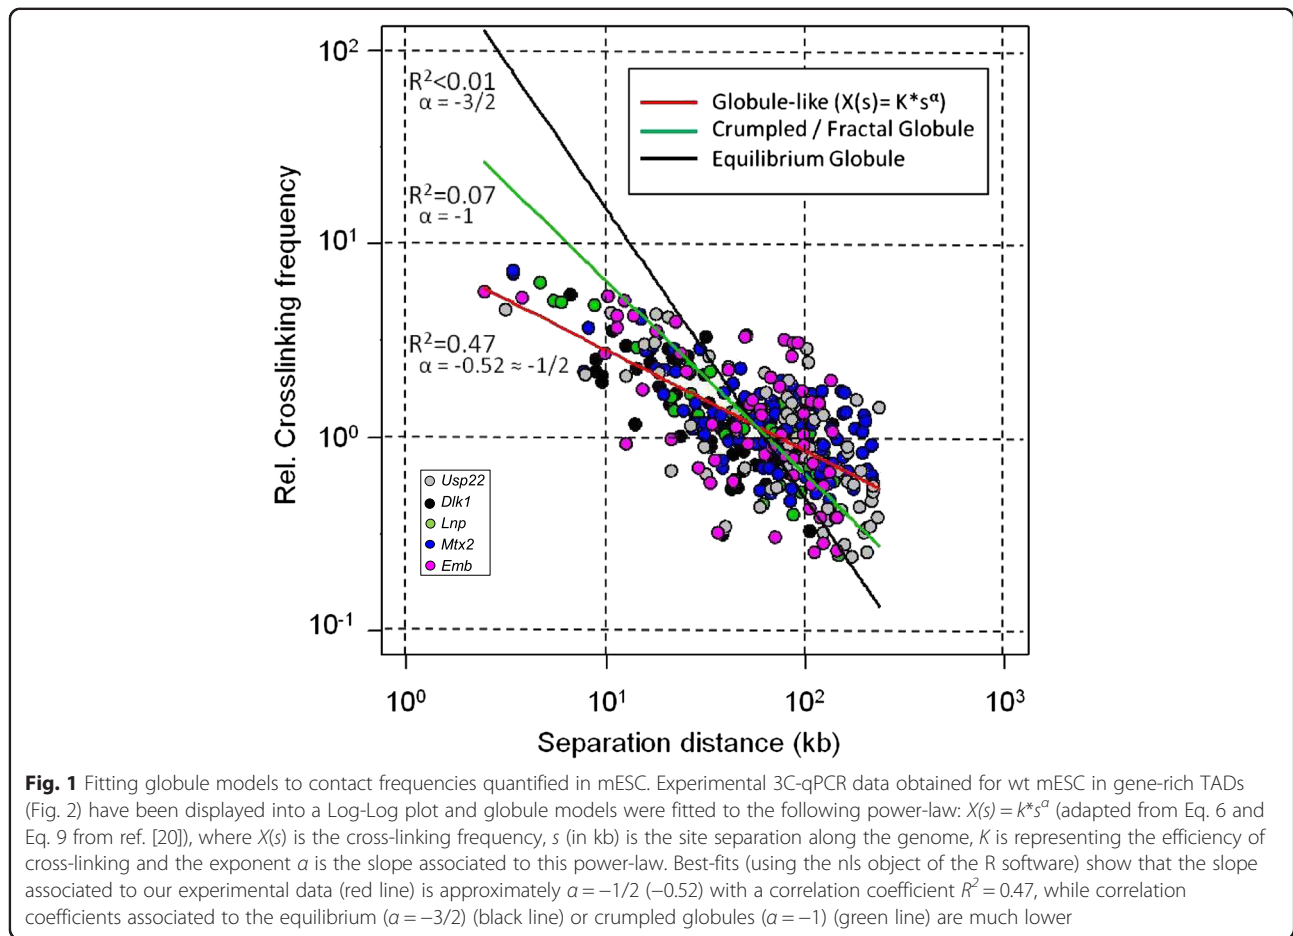 10²
R²<0.01
α = -3/2
Globule-like (X(s)= K*s^α)
Crumpled / Fractal Globule
Equilibrium Globule
R²=0.07
α = -1
10¹
Rel. Crosslinking frequency
R²=0.47
α = -0.52 ≈ -1/2
10⁰
Usp22
Dlk1
Lnp
Mtx2
Emb
10⁻¹
10⁰ 10¹ 10² 10³
Separation distance (kb)
Fig. 1 Fitting globule models to contact frequencies quantified in mESC. Experimental 3C-qPCR data obtained for wt mESC in gene-rich TADs
(Fig. 2) have been displayed into a Log-Log plot and globule models were fitted to the following power-law: X(s) = k*s^α (adapted from Eq. 6 and
Eq. 9 from ref. [20]), where X(s) is the cross-linking frequency, s (in kb) is the site separation along the genome, K is representing the efficiency of
cross-linking and the exponent α is the slope associated to this power-law. Best-fits (using the nls object of the R software) show that the slope
associated to our experimental data (red line) is approximately α = −1/2 (−0.52) with a correlation coefficient R² = 0.47, while correlation
coefficients associated to the equilibrium (α = −3/2) (black line) or crumpled globules (α = −1) (green line) are much lower